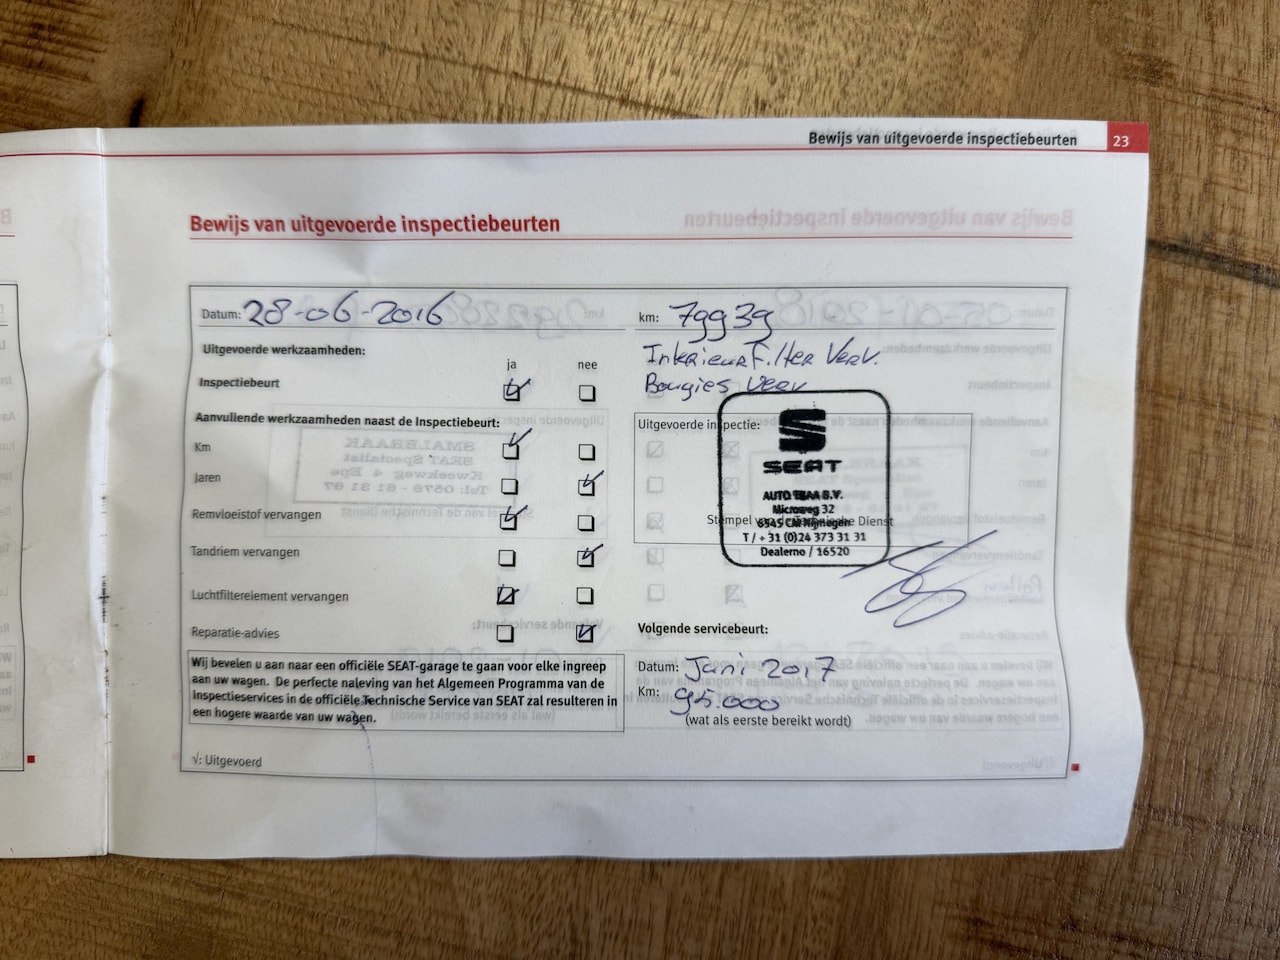 Bewijs van uitgevoerde inspectiebeurten 23
Bewijs van uitgevoerde inspectiebeurten
Datum: 28-06-2016
km: 79939
Uitgevoerde werkzaamheden:
ja nee
Inspectiebeurt
Aanvullende werkzaamheden naast de Inspectiebeurt:
Km
Jaren
Remvloeistof vervangen
Tandriem vervangen
Luchtfilterelement vervangen
Reparatie-advies
Wij bevelen u aan naar een officiële SEAT-garage te gaan voor elke ingreep
aan uw wagen. De perfecte naleving van het Algemeen Programma van de
Inspectieservices in de officiële Technische Service van SEAT zal resulteren in
een hogere waarde van uw wagen.
√: Uitgevoerd
InterieurFilter Verv.
Bougies Verv
Uitgevoerde inspectie:
SEAT
AUTO B.V.
Microweg 32
6545 CM Nijmegen
Stempel van de Technische Dienst
T / + 31 (0)24 373 31 31
Dealerno / 16520
Volgende servicebeurt:
Datum: Juni 2017
Km: 95.000
(wat als eerste bereikt wordt)